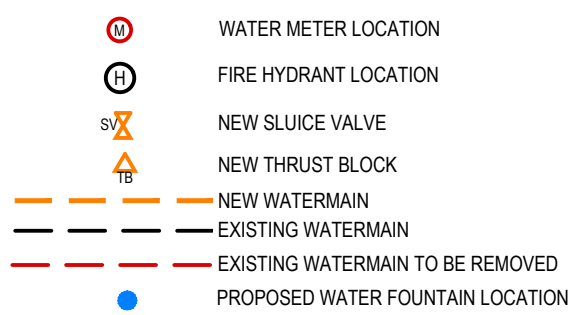 M WATER METER LOCATION
H FIRE HYDRANT LOCATION
SV NEW SLUICE VALVE
NEW THRUST BLOCK
TB
NEW WATERMAIN
EXISTING WATERMAIN
EXISTING WATERMAIN TO BE REMOVED
PROPOSED WATER FOUNTAIN LOCATION